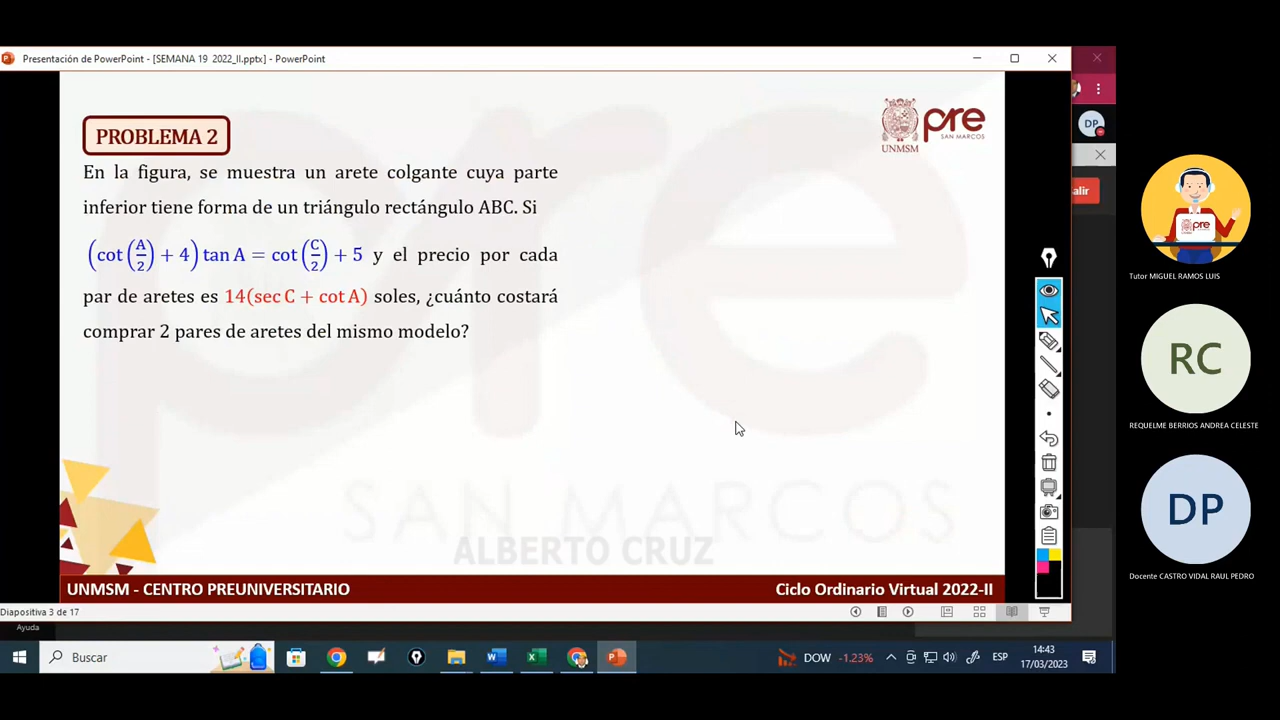 Presentación de PowerPoint - [SEMANA 19 2022_II.pptx] - PowerPoint
PROBLEMA 2
UNMSM
pre
SAN MARCOS
En la figura, se muestra un arete colgante cuya parte
inferior tiene forma de un triángulo rectángulo ABC. Si
(cot(A/2) + 4) tan A = cot(C/2) + 5 y el precio por cada
par de aretes es 14(sec C + cot A) soles, ¿cuánto costará
comprar 2 pares de aretes del mismo modelo?
pre
SAN MARCOS
ALBERTO CRUZ
UNMSM - CENTRO PREUNIVERSITARIO
Ciclo Ordinario Virtual 2022-II
Diapositiva 3 de 17
Ayuda
DP
alir
pre
Tutor MIGUEL RAMOS LUIS
RC
REQUELME BERRIOS ANDREA CELESTE
DP
Docente CASTRO VIDAL RAUL PEDRO
Buscar
DOW -1.23%
ESP
14:43
17/03/2023